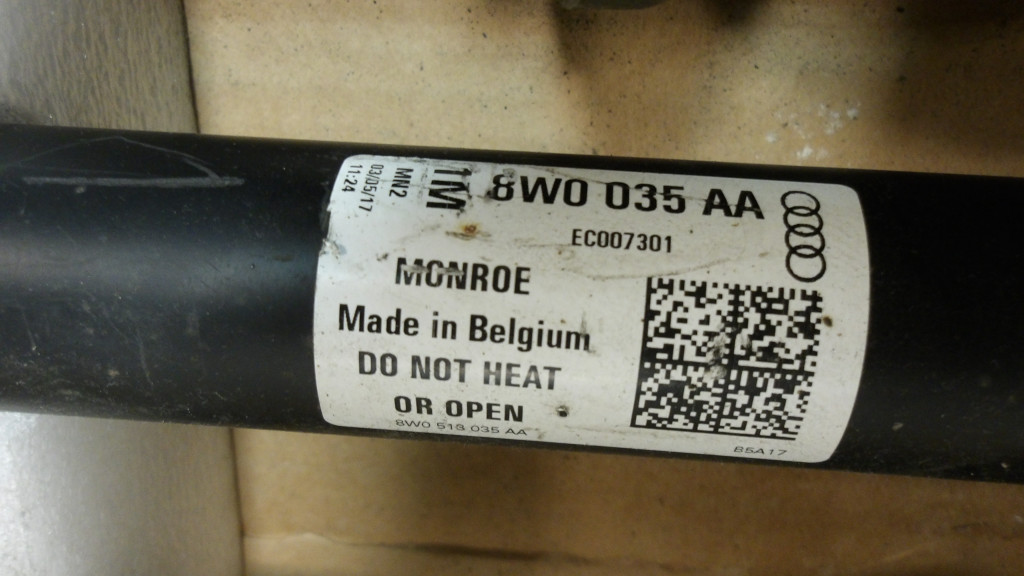 8W0 035 AA
1M
MN2
03/05/17
11:24
EC007301
MONROE
Made in Belgium
DO NOT HEAT
OR OPEN
8W0 513 035 AA
B5A17